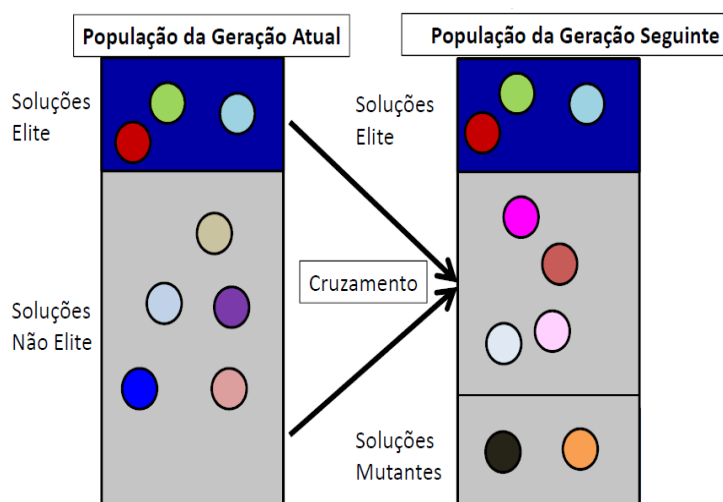 População da Geração Atual
População da Geração Seguinte
Soluções
Elite
Soluções
Elite
Cruzamento
Soluções
Não Elite
Soluções
Mutantes